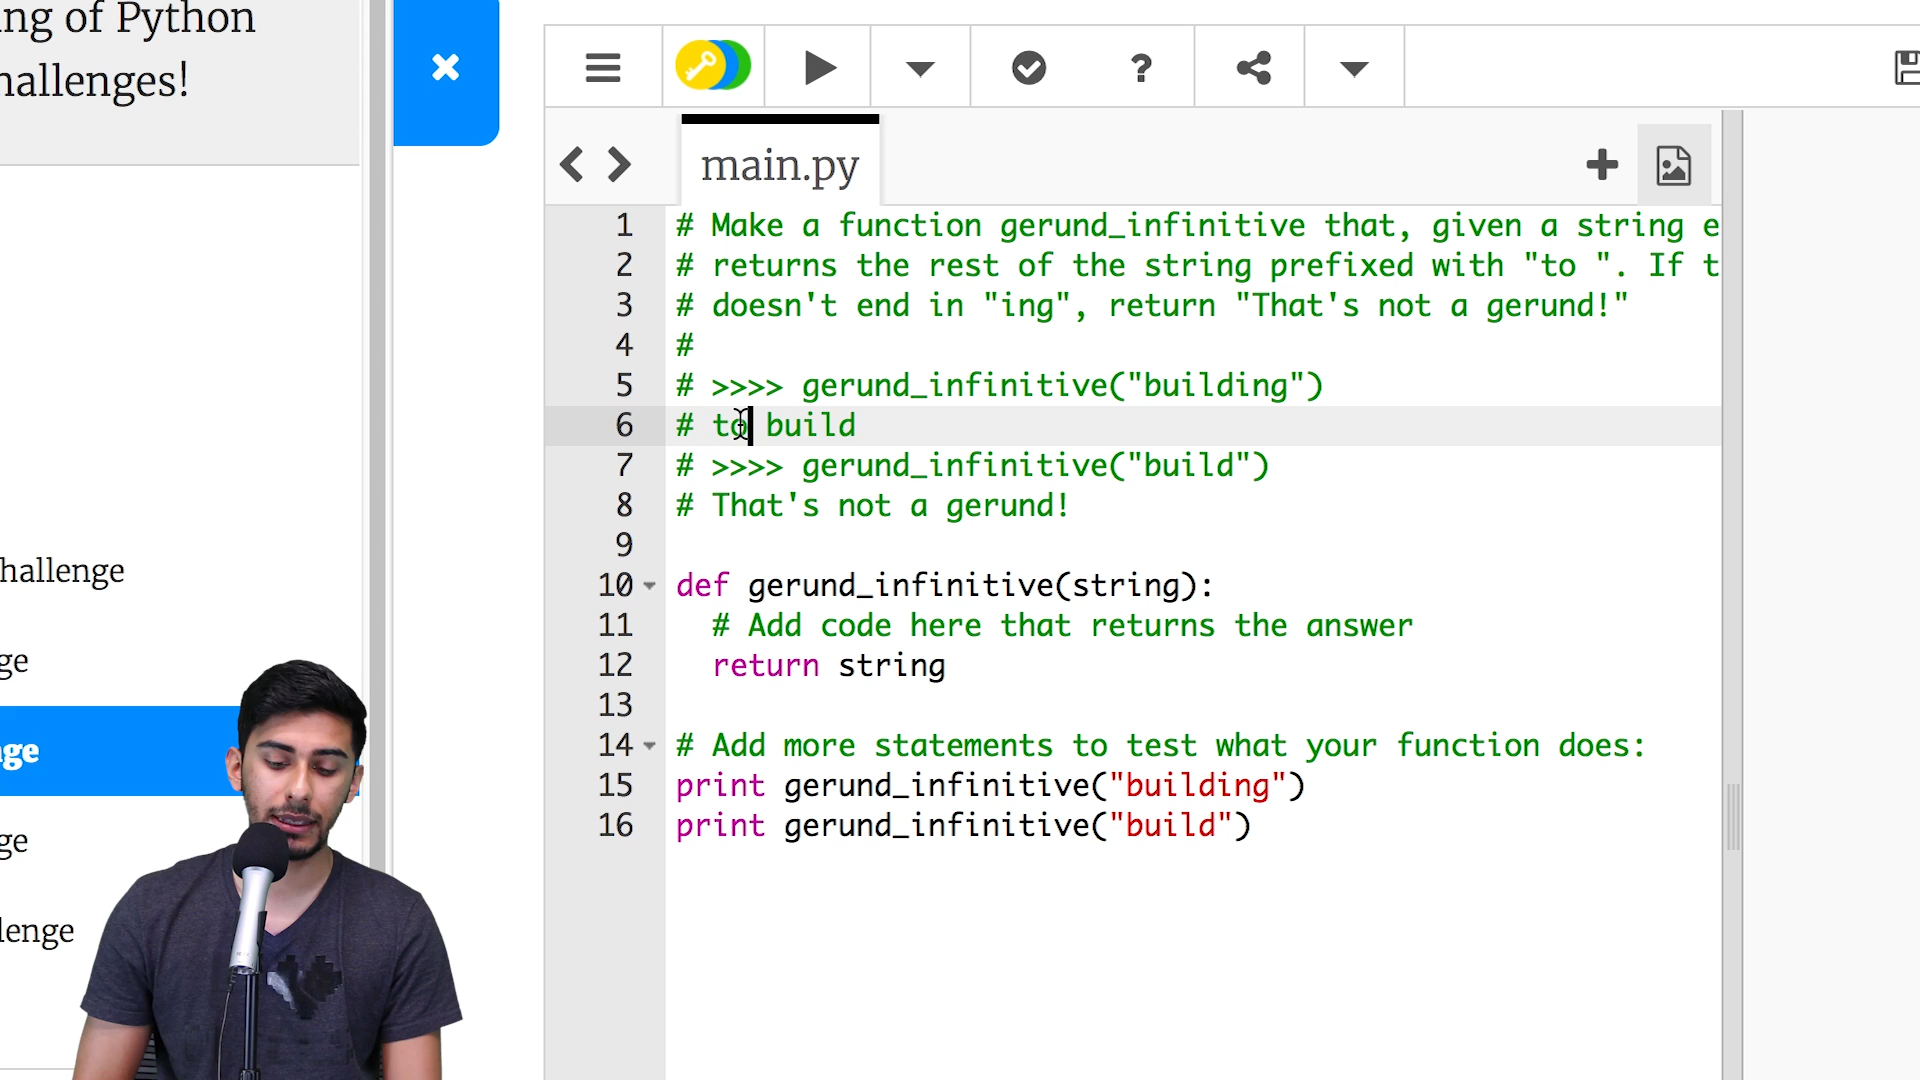 ng of Python
hallenges!
hallenge
ge
ge
ge
lenge
?
main.py
1 # Make a function gerund_infinitive that, given a string e
2 # returns the rest of the string prefixed with "to ". If t
3 # doesn't end in "ing", return "That's not a gerund!"
4 #
5 # >>>> gerund_infinitive("building")
6 # to build
7 # >>>> gerund_infinitive("build")
8 # That's not a gerund!
9
10 def gerund_infinitive(string):
11 # Add code here that returns the answer
12 return string
13
14 # Add more statements to test what your function does:
15 print gerund_infinitive("building")
16 print gerund_infinitive("build")